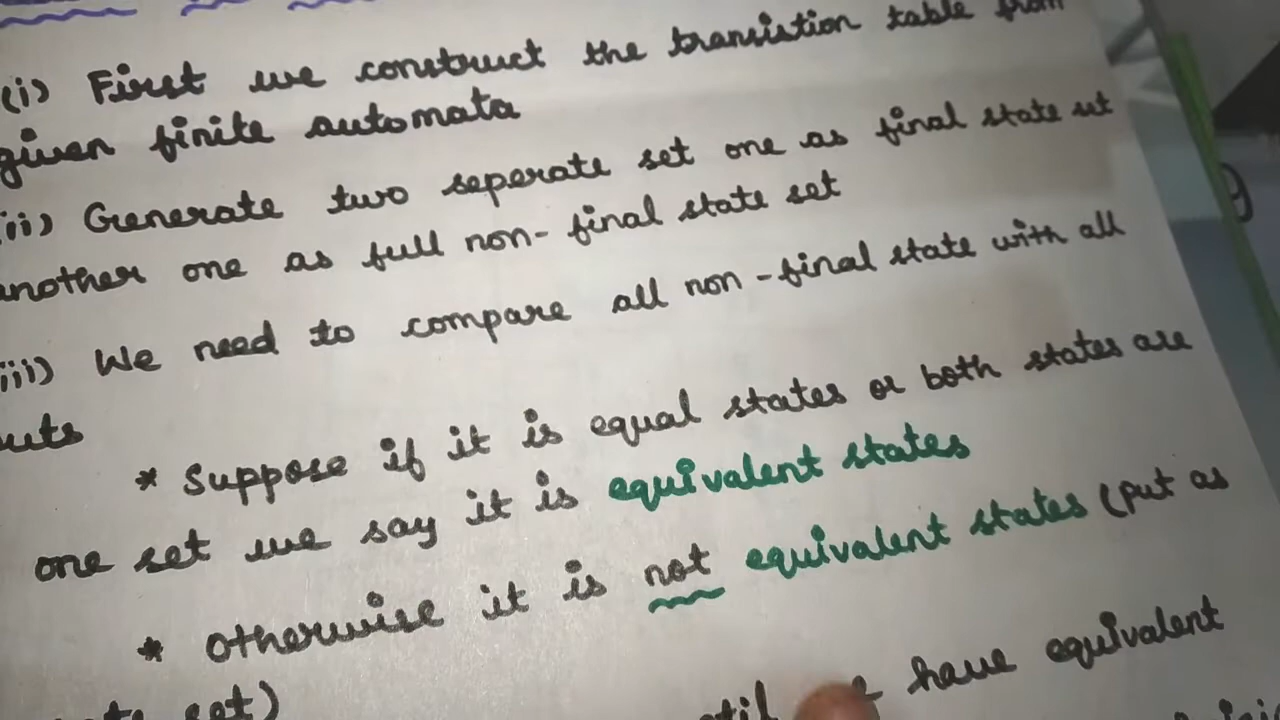 (i) First we construct the transistion table from
given finite automata
(ii) Generate two seperate set one as final state set
another one as full non-final state set
(iii) We need to compare all non-final state with all
* Suppose if it is equal states or both states are
one set we say it is equivalent states
* Otherwise it is not equivalent states (put as
set)
have equivalent